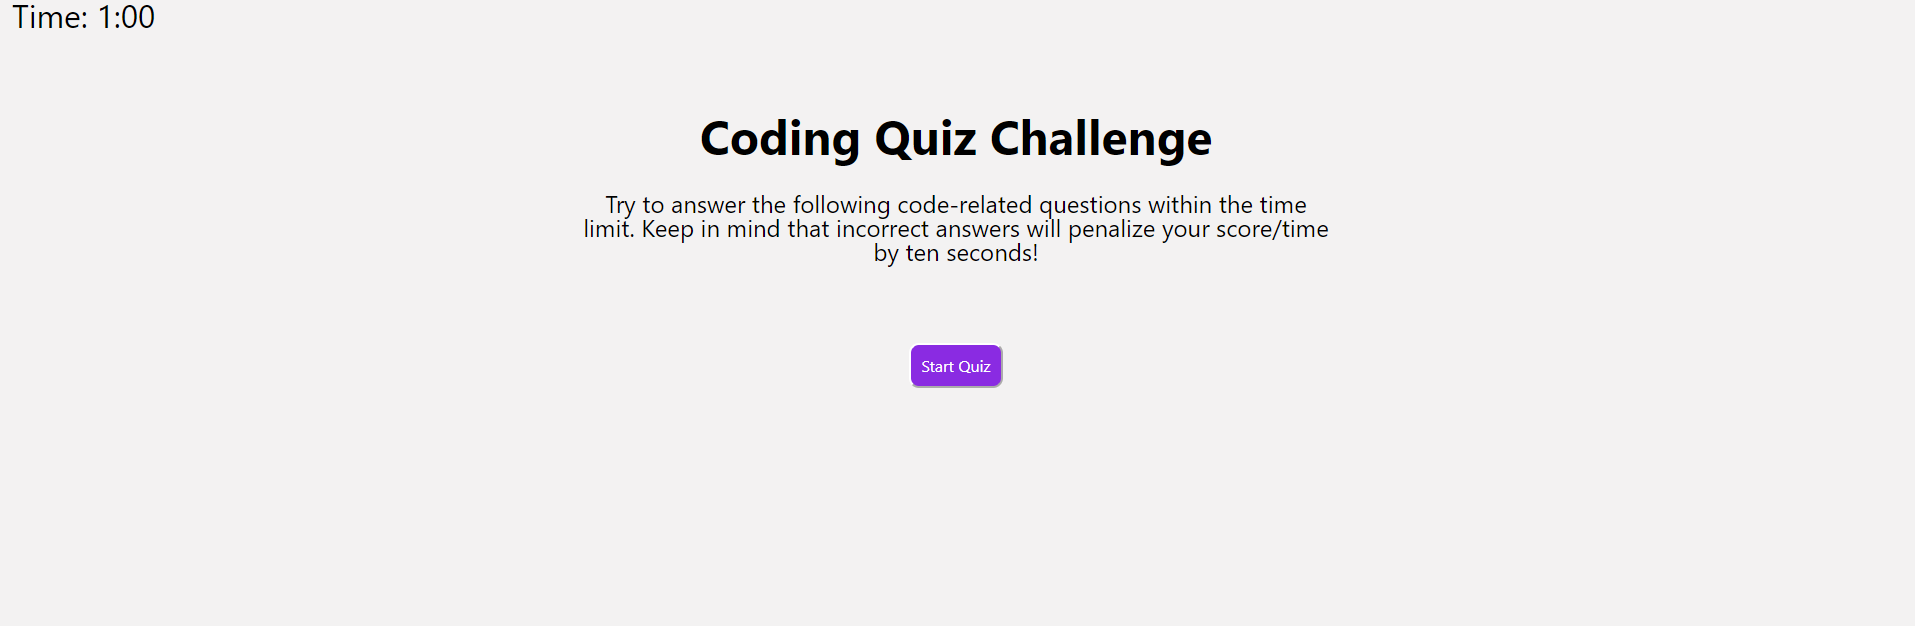 Time: 1:00
Coding Quiz Challenge
Try to answer the following code-related questions within the time
limit. Keep in mind that incorrect answers will penalize your score/time
by ten seconds!
Start Quiz